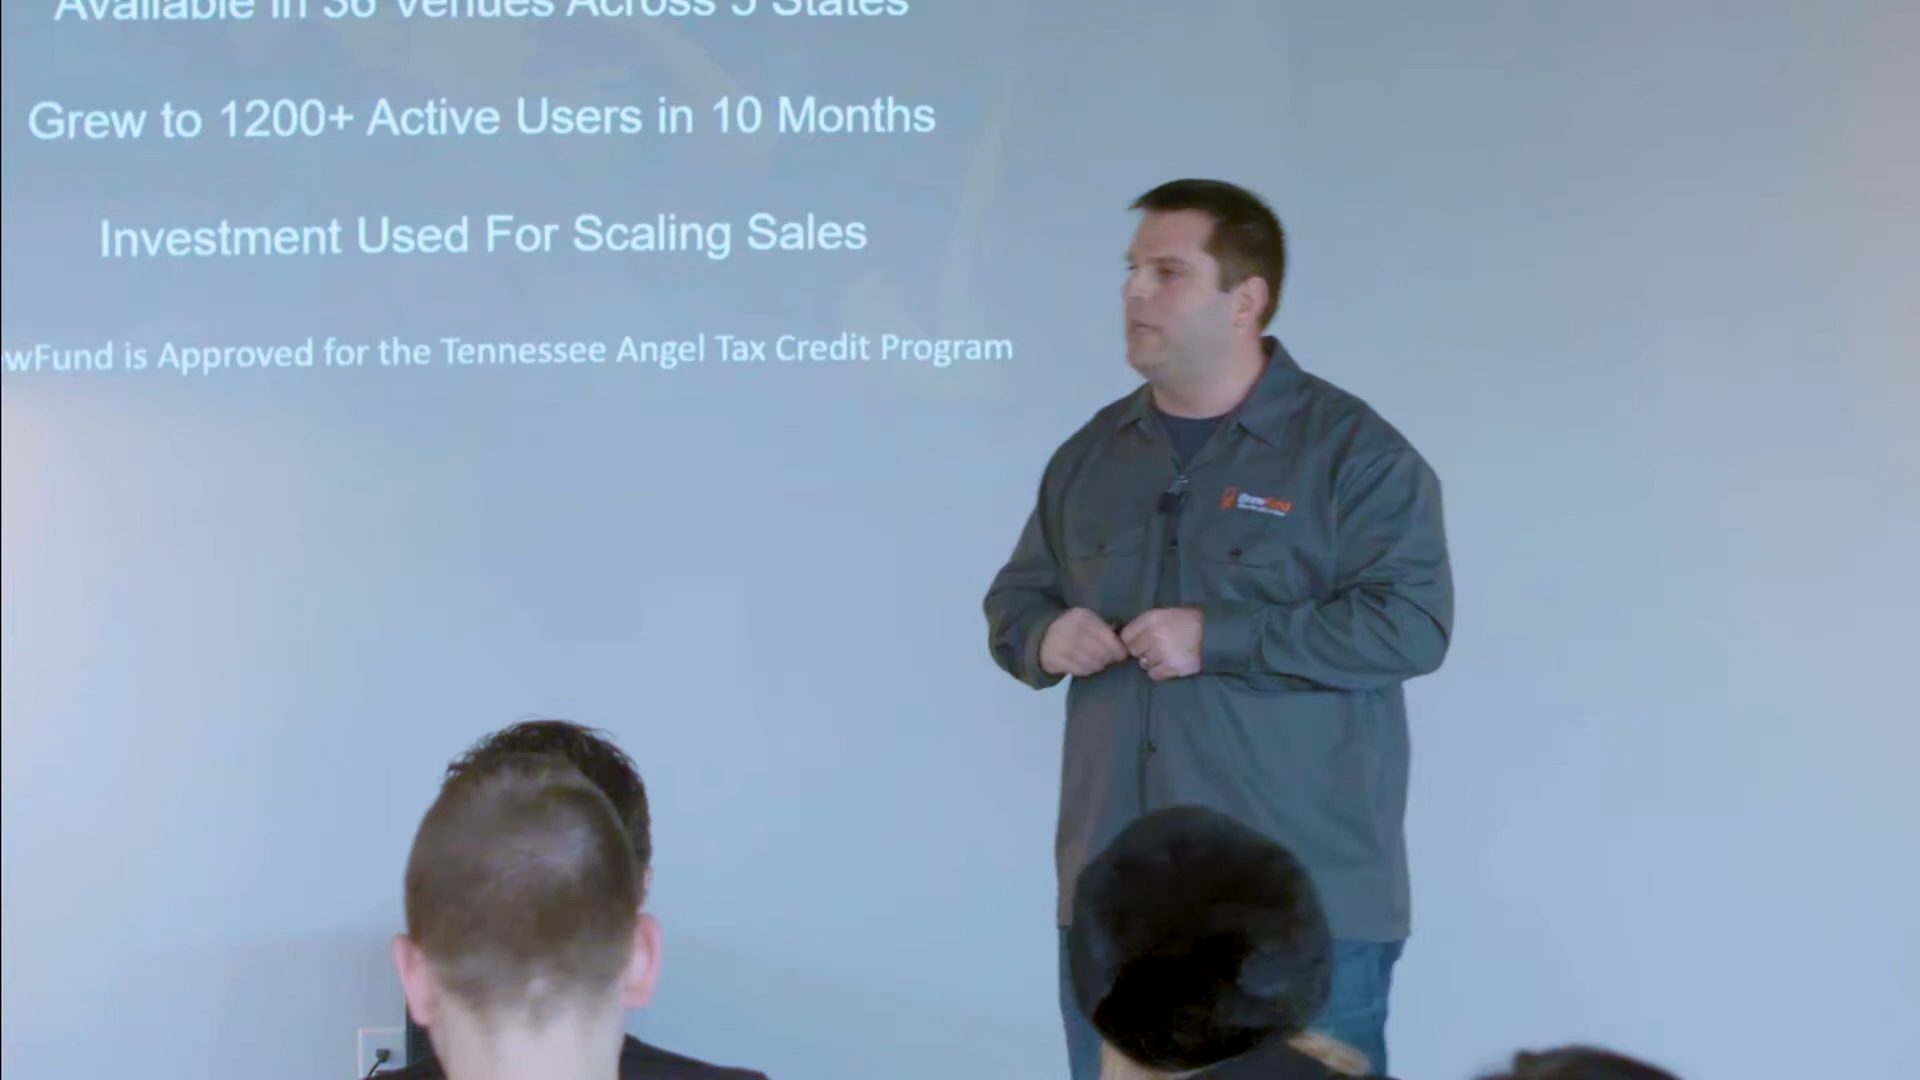 Available in 36 Venues Across 5 States
Grew to 1200+ Active Users in 10 Months
Investment Used For Scaling Sales
wFund is Approved for the Tennessee Angel Tax Credit Program
BrewFund